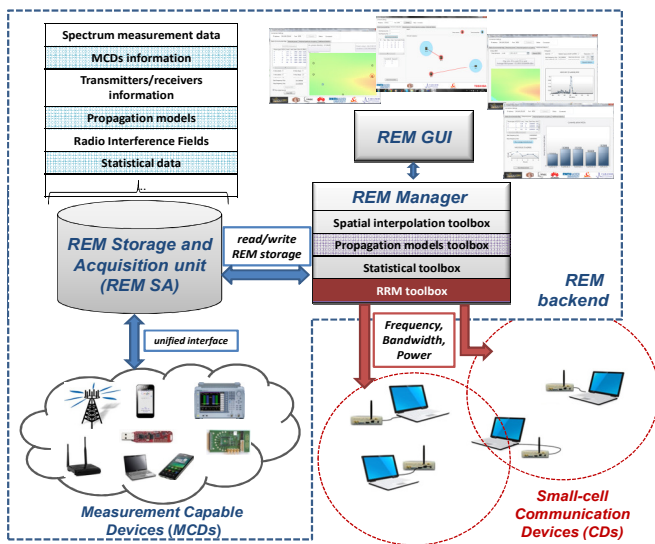 Spectrum measurement data
MCDs information
Transmitters/receivers
information
Propagation models
Radio Interference Fields
Statistical data
...
REM GUI
REM Manager
Spatial interpolation toolbox
Propagation models toolbox
Statistical toolbox
RRM toolbox
REM Storage and
Acquisition unit
(REM SA)
read/write
REM storage
REM
backend
unified interface
Frequency,
Bandwidth,
Power
Measurement Capable
Devices (MCDs)
Small-cell
Communication
Devices (CDs)